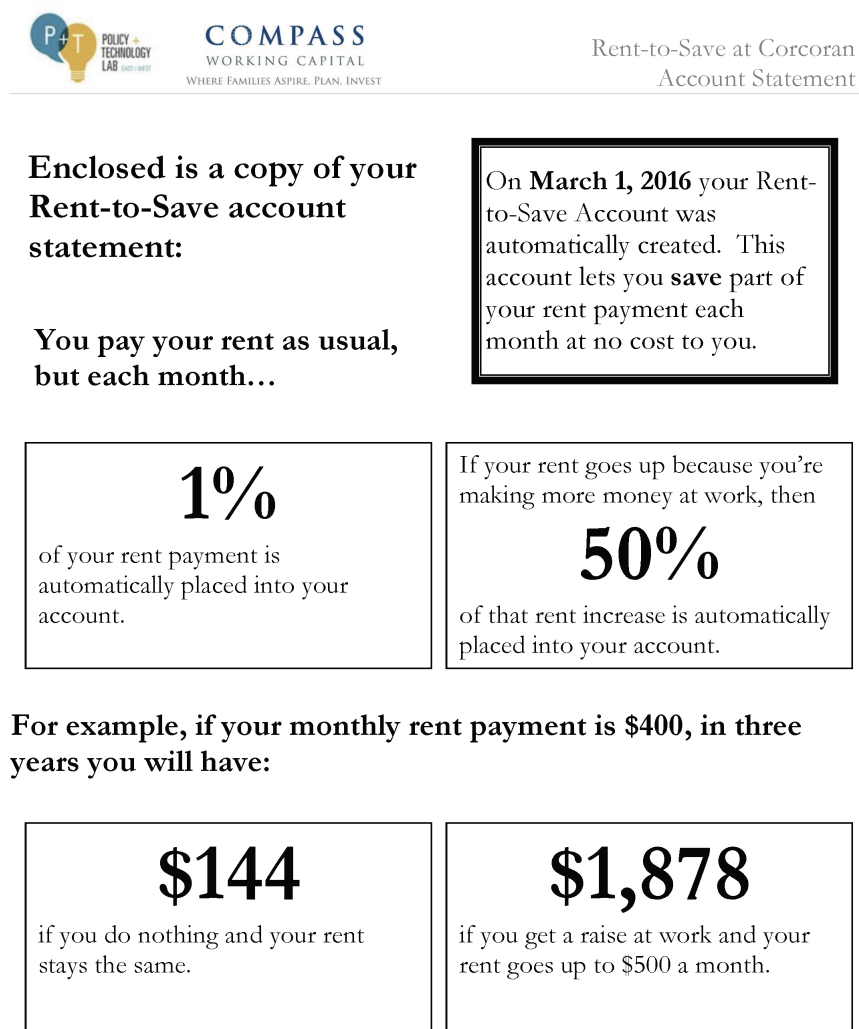 P+T
POLICY +
TECHNOLOGY
LAB EAST/WEST
COMPASS
WORKING CAPITAL
WHERE FAMILIES ASPIRE, PLAN, INVEST
Rent-to-Save at Corcoran
Account Statement
Enclosed is a copy of your
Rent-to-Save account
statement:
On March 1, 2016 your Rent-
to-Save Account was
automatically created.  This
account lets you save part of
your rent payment each
month at no cost to you.
You pay your rent as usual,
but each month…
1%
of your rent payment is
automatically placed into your
account.
If your rent goes up because you’re
making more money at work, then
50%
of that rent increase is automatically
placed into your account.
For example, if your monthly rent payment is $400, in three
years you will have:
$144
if you do nothing and your rent
stays the same.
$1,878
if you get a raise at work and your
rent goes up to $500 a month.